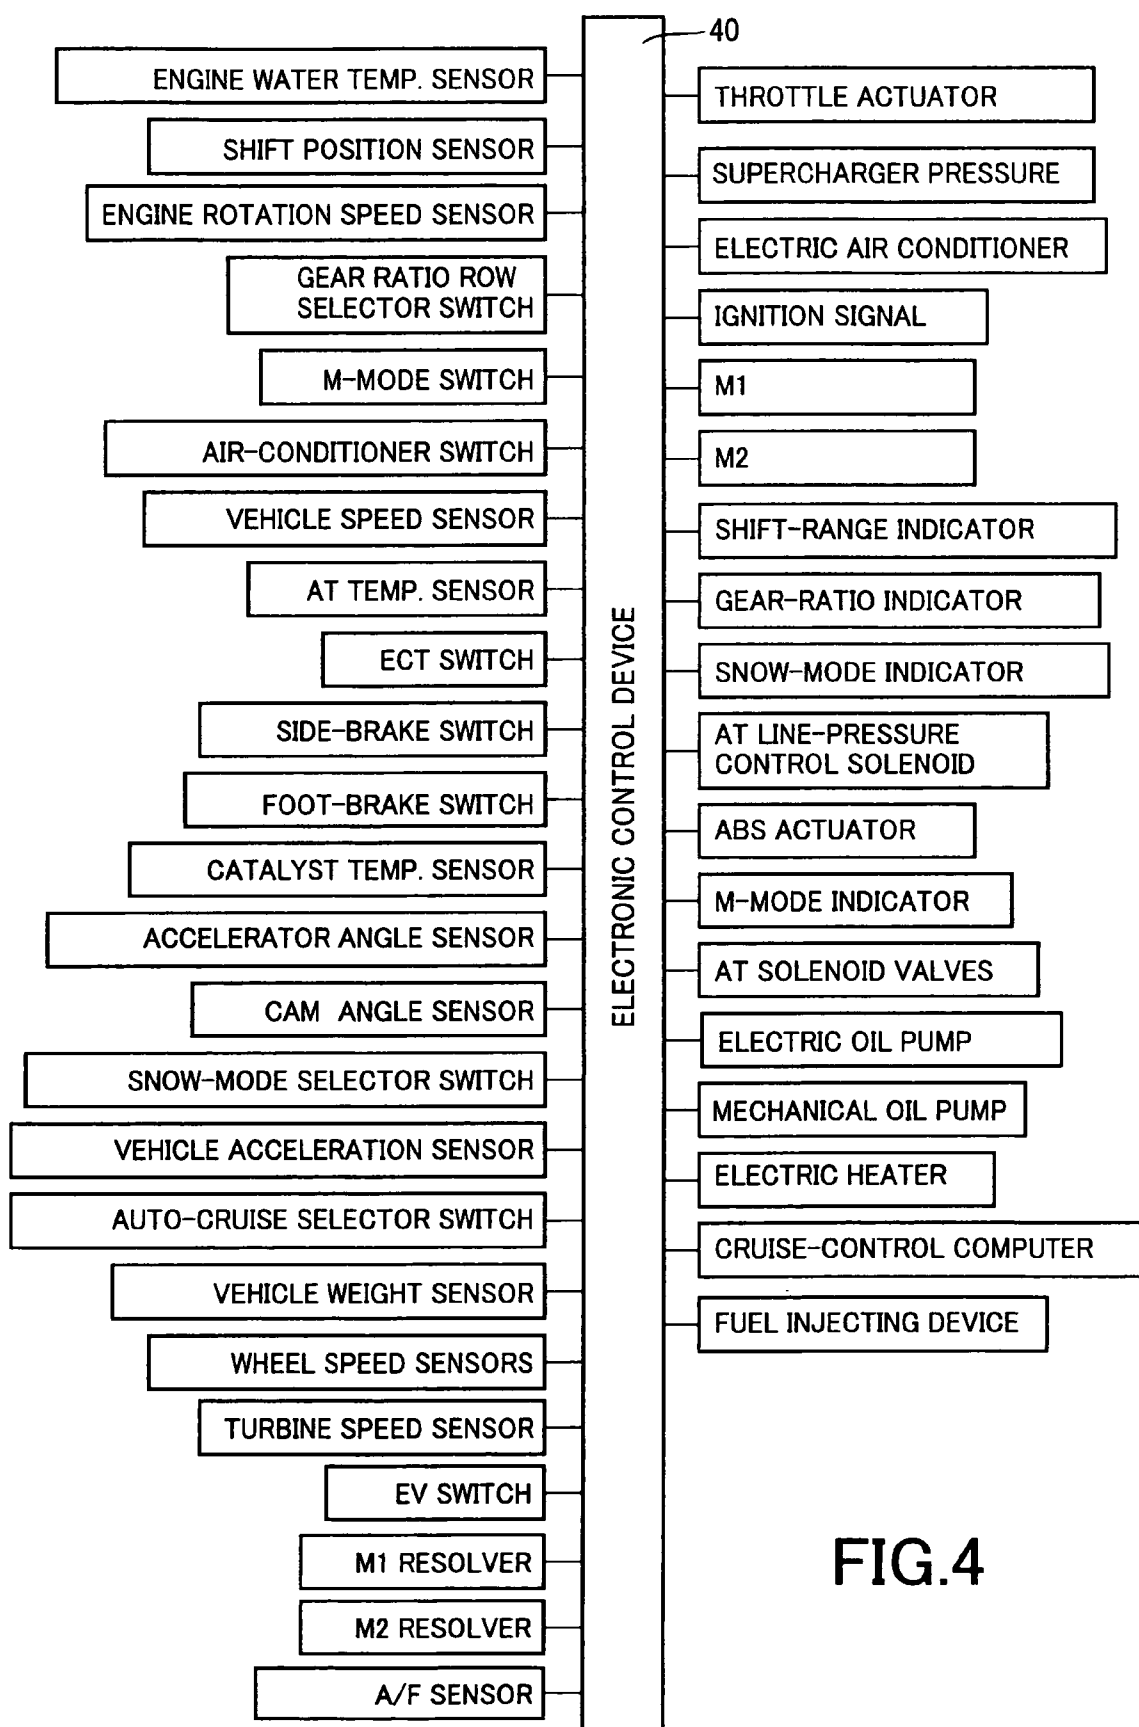 40
ENGINE WATER TEMP. SENSOR
SHIFT POSITION SENSOR
ENGINE ROTATION SPEED SENSOR
GEAR RATIO ROW
SELECTOR SWITCH
M-MODE SWITCH
AIR-CONDITIONER SWITCH
VEHICLE SPEED SENSOR
AT TEMP. SENSOR
ECT SWITCH
SIDE-BRAKE SWITCH
FOOT-BRAKE SWITCH
CATALYST TEMP. SENSOR
ACCELERATOR ANGLE SENSOR
CAM ANGLE SENSOR
SNOW-MODE SELECTOR SWITCH
VEHICLE ACCELERATION SENSOR
AUTO-CRUISE SELECTOR SWITCH
VEHICLE WEIGHT SENSOR
WHEEL SPEED SENSORS
TURBINE SPEED SENSOR
EV SWITCH
M1 RESOLVER
M2 RESOLVER
A/F SENSOR
ELECTRONIC CONTROL DEVICE
THROTTLE ACTUATOR
SUPERCHARGER PRESSURE
ELECTRIC AIR CONDITIONER
IGNITION SIGNAL
M1
M2
SHIFT-RANGE INDICATOR
GEAR-RATIO INDICATOR
SNOW-MODE INDICATOR
AT LINE-PRESSURE
CONTROL SOLENOID
ABS ACTUATOR
M-MODE INDICATOR
AT SOLENOID VALVES
ELECTRIC OIL PUMP
MECHANICAL OIL PUMP
ELECTRIC HEATER
CRUISE-CONTROL COMPUTER
FUEL INJECTING DEVICE
FIG.4